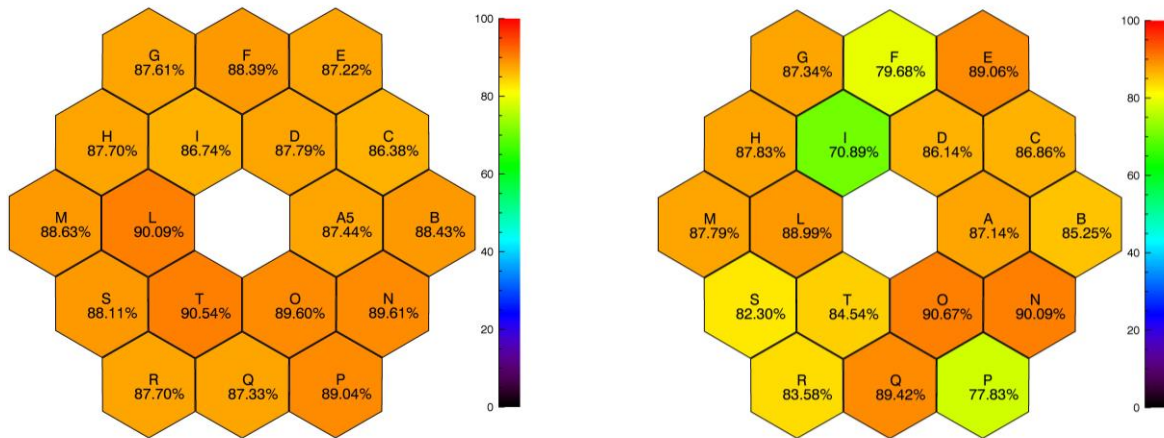 G
87.61%
F
88.39%
E
87.22%
H
87.70%
I
86.74%
D
87.79%
C
86.38%
M
88.63%
L
90.09%
A5
87.44%
B
88.43%
S
88.11%
T
90.54%
O
89.60%
N
89.61%
R
87.70%
Q
87.33%
P
89.04%
100
80
60
40
20
0
G
87.34%
F
79.68%
E
89.06%
H
87.83%
I
70.89%
D
86.14%
C
86.86%
M
87.79%
L
88.99%
A
87.14%
B
85.25%
S
82.30%
T
84.54%
O
90.67%
N
90.09%
R
83.58%
Q
89.42%
P
77.83%
100
80
60
40
20
0